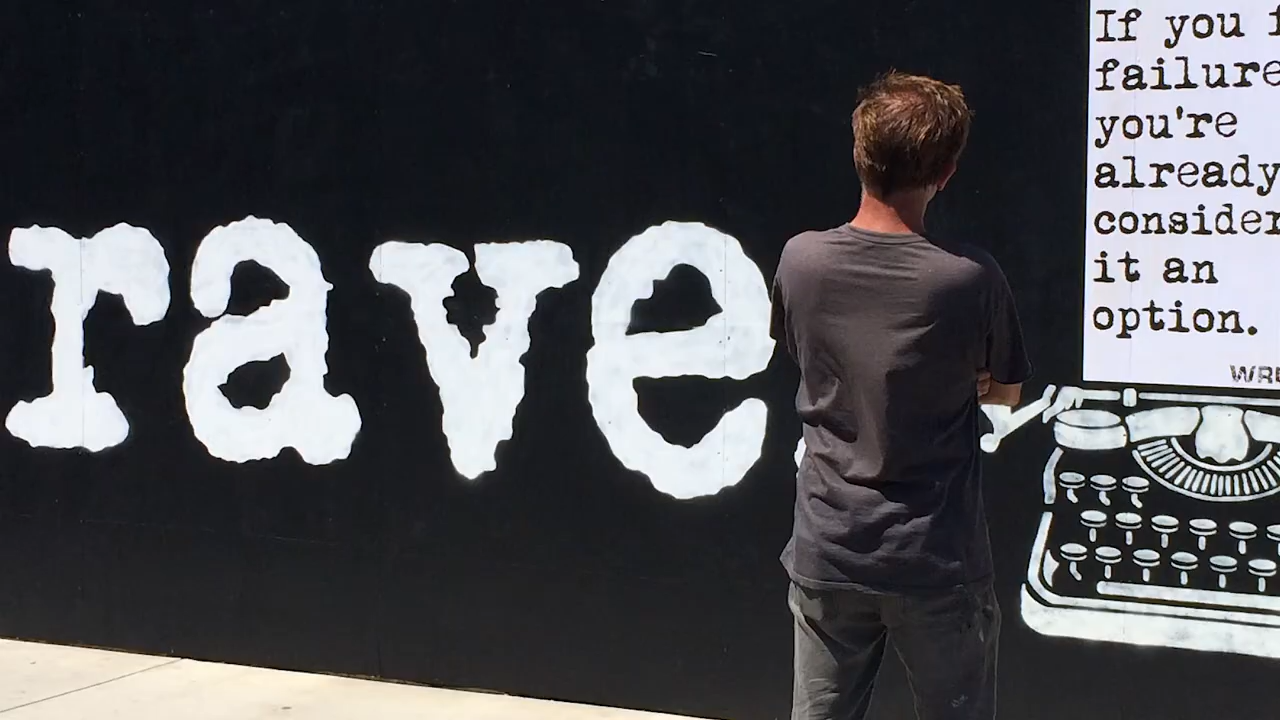 rave
If you
failure
you're
already
consider
it an
option.